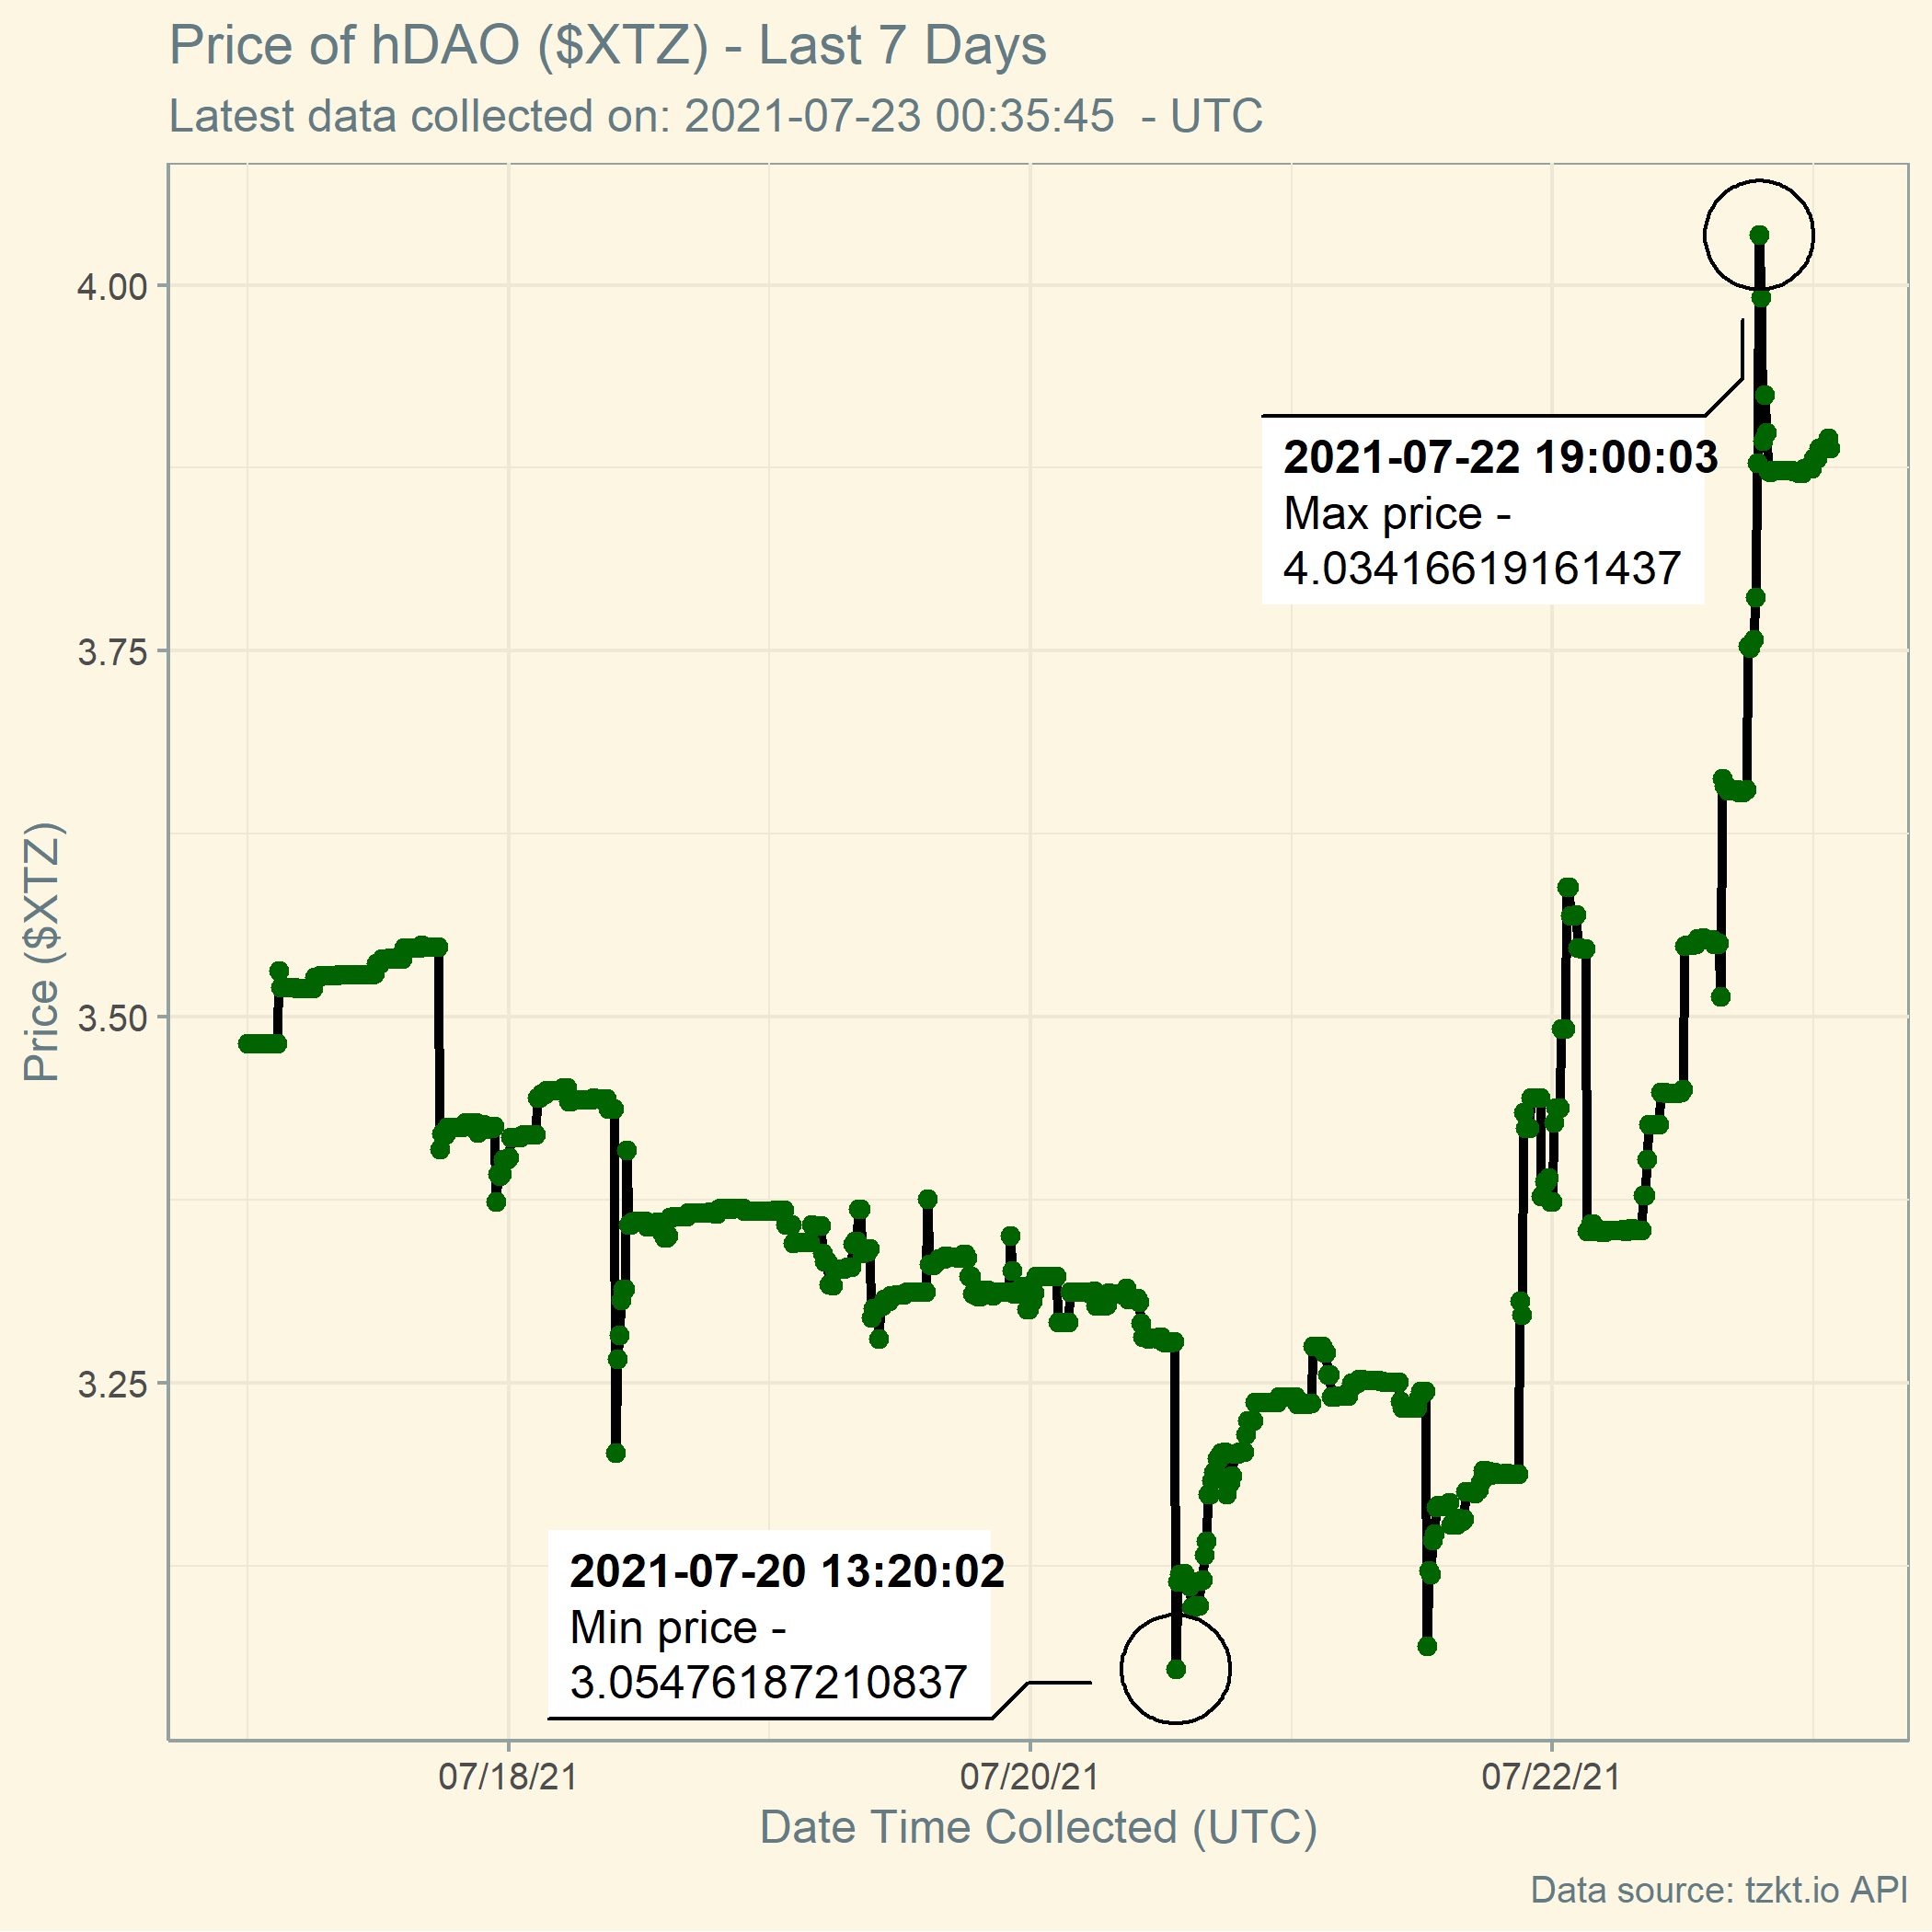 Price of hDAO ($XTZ) - Last 7 Days
Latest data collected on: 2021-07-23 00:35:45  - UTC
4.00
3.75
3.50
3.25
Price ($XTZ)
2021-07-22 19:00:03
Max price -
4.03416619161437
2021-07-20 13:20:02
Min price -
3.05476187210837
07/18/21
07/20/21
07/22/21
Date Time Collected (UTC)
Data source: tzkt.io API